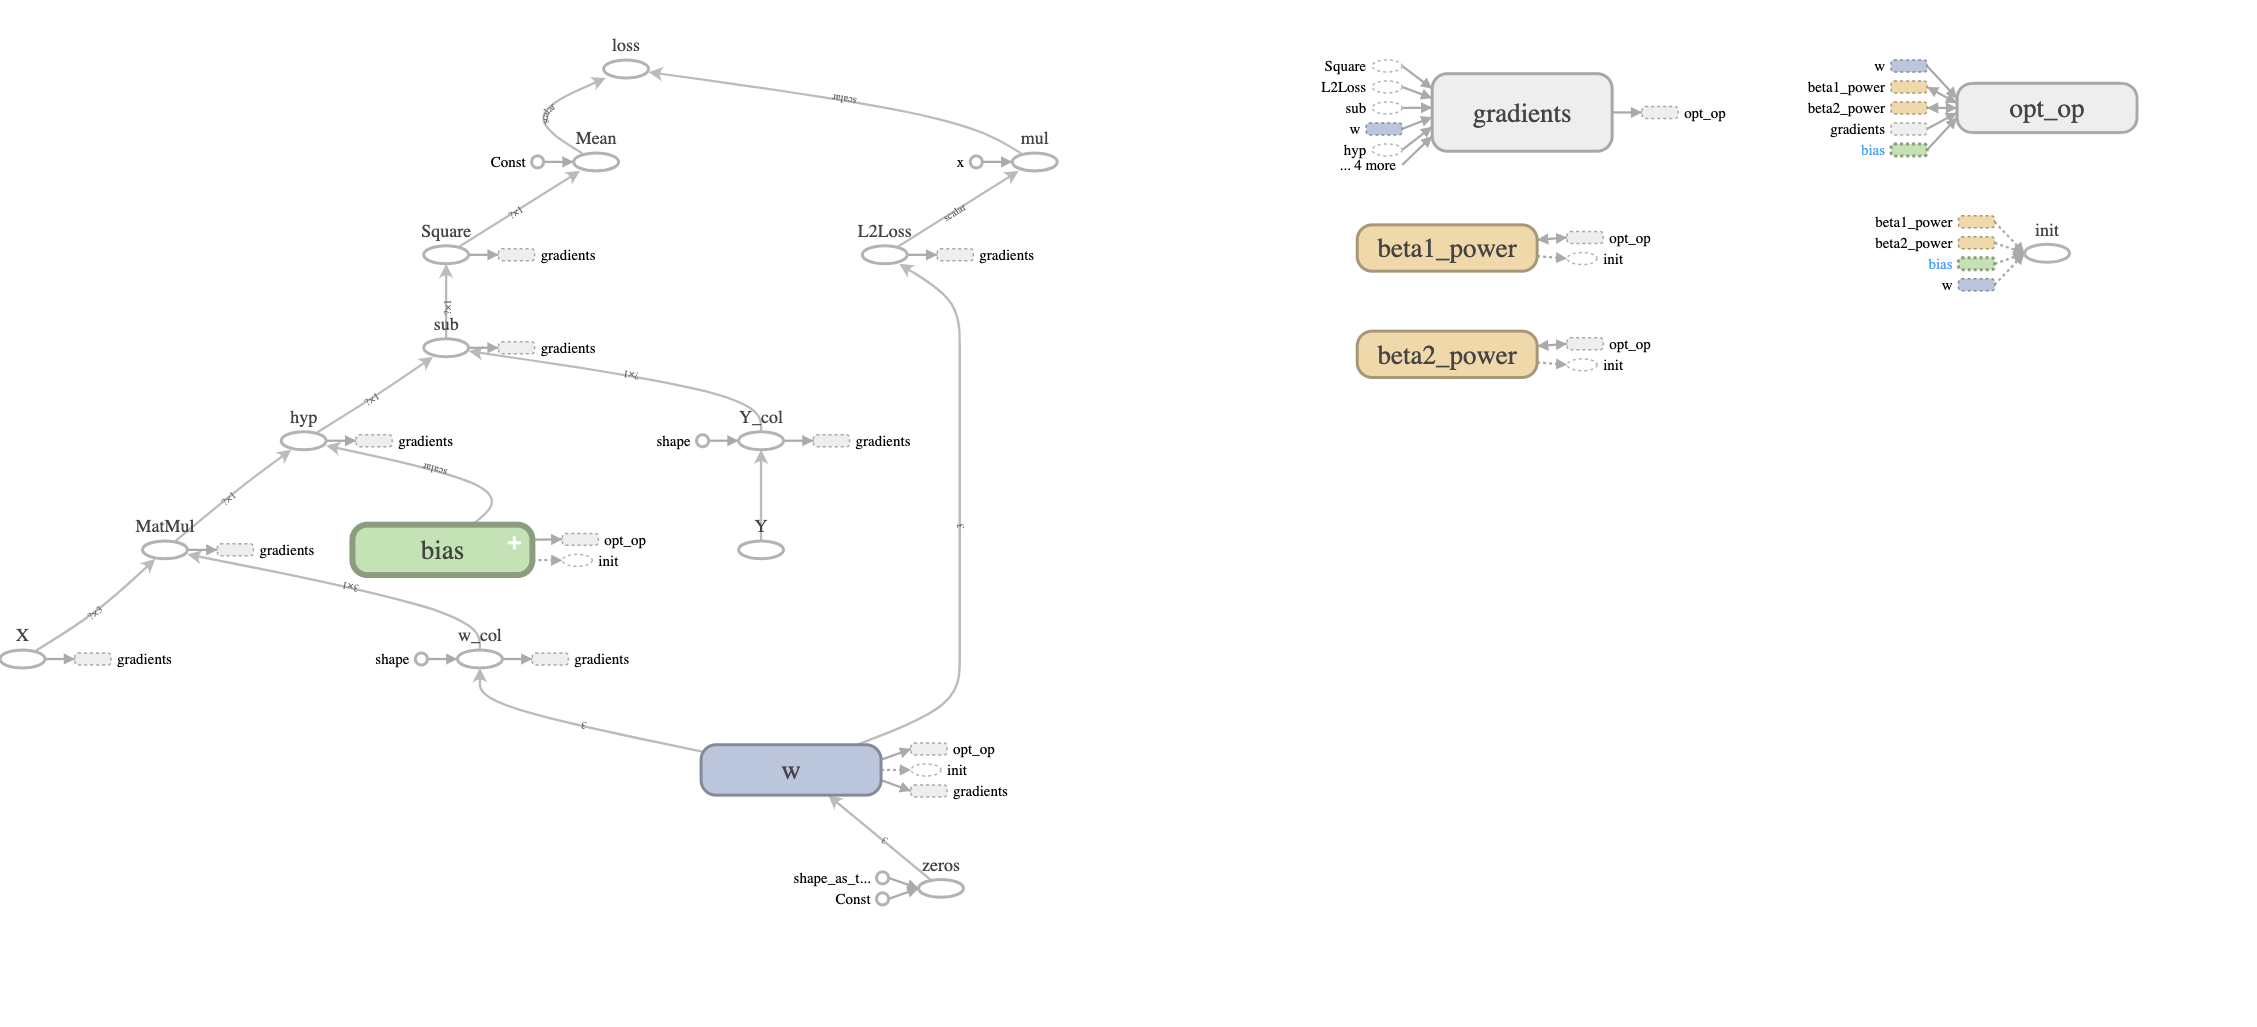 loss
scalar
scalar
Mean
Const
mul
x
?×1
scalar
Square
gradients
L2Loss
gradients
?×1
sub
gradients
?×1
?×1
hyp
gradients
Y_col
shape
gradients
scalar
?×1
MatMul
gradients
bias
+
opt_op
init
Y
3
3×1
?×3
X
gradients
w_col
shape
gradients
3
w
opt_op
init
gradients
3
zeros
shape_as_t...
Const
Square
L2Loss
sub
w
hyp
... 4 more
gradients
opt_op
w
beta1_power
beta2_power
gradients
bias
opt_op
beta1_power
opt_op
init
beta1_power
beta2_power
bias
w
init
beta2_power
opt_op
init